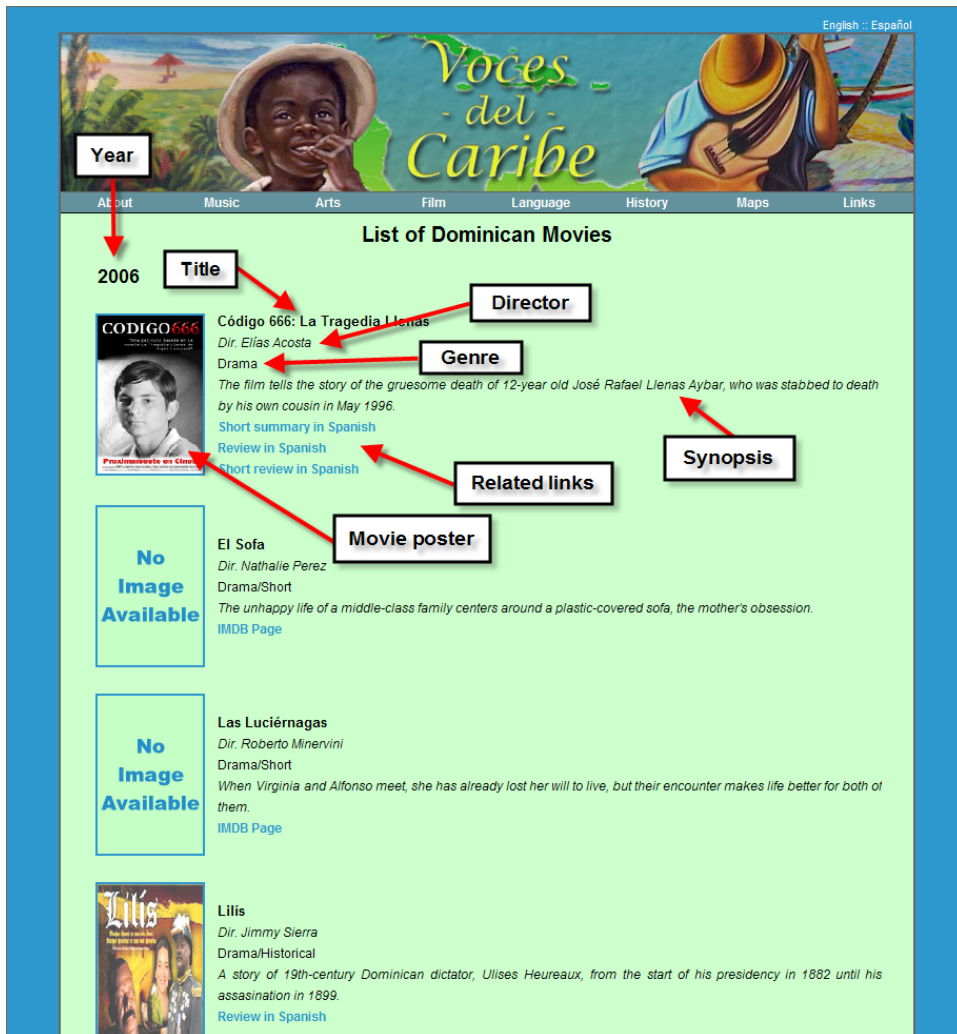 English :: Español
Voces
- del -
Caribe
Year
About Music Arts Film Language History Maps Links
List of Dominican Movies
2006
Title
Director
Código 666: La Tragedia Llenas
Dir. Elías Acosta
Genre
Drama
The film tells the story of the gruesome death of 12-year old José Rafael Llenas Aybar, who was stabbed to death
by his own cousin in May 1996.
Short summary in Spanish
Review in Spanish
Short review in Spanish
Synopsis
Related links
Movie poster
CODIGO 666
Proximamente en Cines
No
Image
Available
El Sofa
Dir. Nathalie Perez
Drama/Short
The unhappy life of a middle-class family centers around a plastic-covered sofa, the mother's obsession.
IMDB Page
No
Image
Available
Las Luciérnagas
Dir. Roberto Minervini
Drama/Short
When Virginia and Alfonso meet, she has already lost her will to live, but their encounter makes life better for both of
them.
IMDB Page
Lilís
Lilís
Dir. Jimmy Sierra
Drama/Historical
A story of 19th-century Dominican dictator, Ulises Heureaux, from the start of his presidency in 1882 until his
assasination in 1899.
Review in Spanish